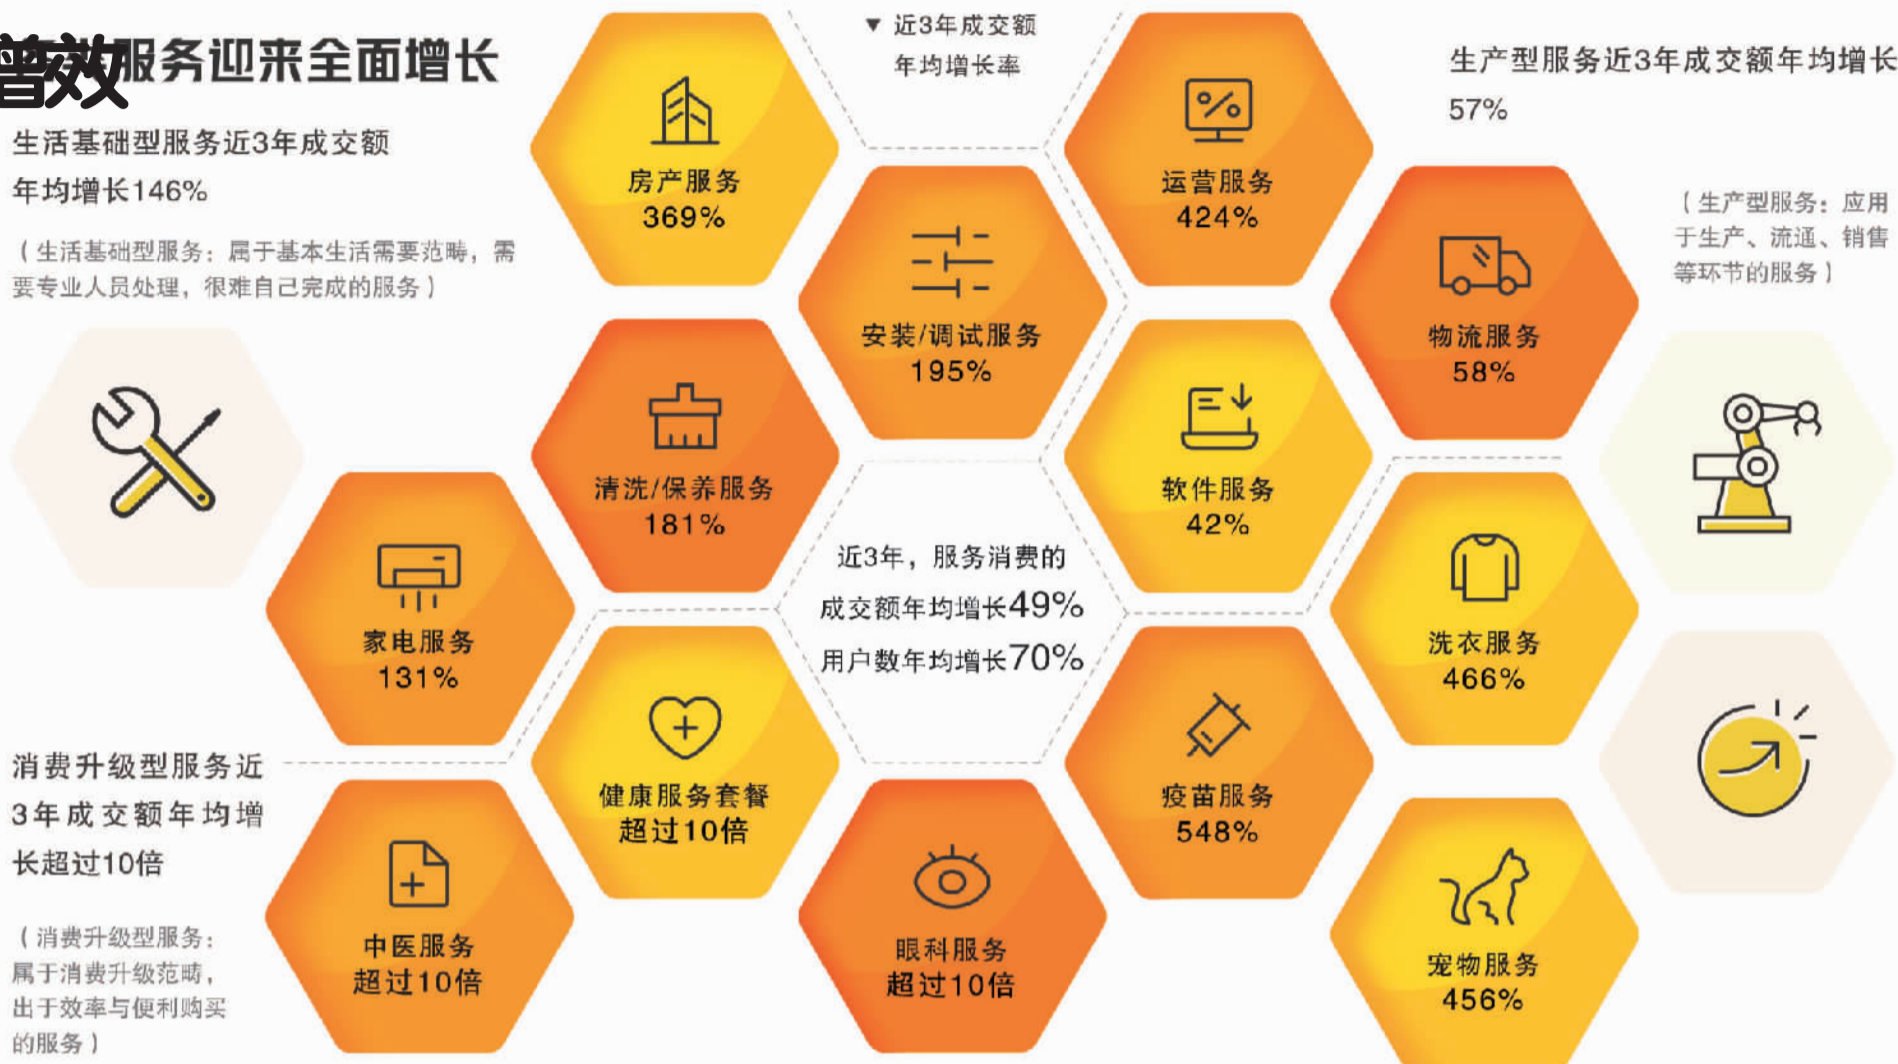 增效
服务迎来全面增长
生活基础型服务近3年成交额
年均增长146%
（生活基础型服务：属于基本生活需要范畴，需
要专业人员处理，很难自己完成的服务）
▼ 近3年成交额
年均增长率
生产型服务近3年成交额年均增长
57%
（生产型服务：应用
于生产、流通、销售
等环节的服务）
房产服务
369%
运营服务
424%
安装/调试服务
195%
物流服务
58%
清洗/保养服务
181%
软件服务
42%
近3年，服务消费的
成交额年均增长49%
用户数年均增长70%
家电服务
131%
洗衣服务
466%
消费升级型服务近
3年成交额年均增
长超过10倍
（消费升级型服务：
属于消费升级范畴，
出于效率与便利购买
的服务）
健康服务套餐
超过10倍
疫苗服务
548%
中医服务
超过10倍
眼科服务
超过10倍
宠物服务
456%